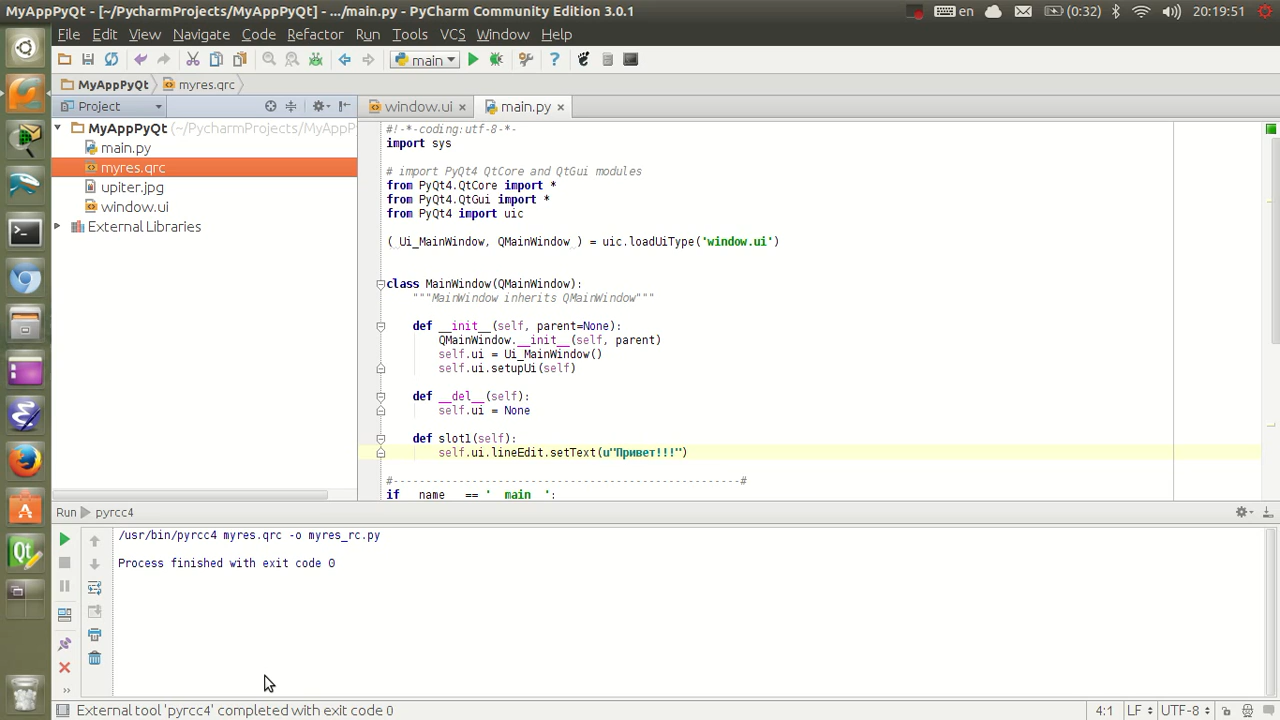 MyAppPyQt - [~/PycharmProjects/MyAppPyQt] - .../main.py - PyCharm Community Edition 3.0.1
en
(0:32)
20:19:51
File Edit View Navigate Code Refactor Run Tools VCS Window Help
main
MyAppPyQt
myres.qrc
Project
window.ui
main.py
MyAppPyQt (~/PycharmProjects/MyAppP
main.py
myres.qrc
upiter.jpg
window.ui
External Libraries
#!-*-coding:utf-8-*-
import sys
# import PyQt4 QtCore and QtGui modules
from PyQt4.QtCore import *
from PyQt4.QtGui import *
from PyQt4 import uic
( Ui_MainWindow, QMainWindow ) = uic.loadUiType('window.ui')
class MainWindow(QMainWindow):
"""MainWindow inherits QMainWindow"""
def __init__(self, parent=None):
QMainWindow.__init__(self, parent)
self.ui = Ui_MainWindow()
self.ui.setupUi(self)
def __del__(self):
self.ui = None
def slot1(self):
self.ui.lineEdit.setText(u"Привет!!!")
#-----------------------------------------------------#
if __name__ == '__main__':
Run
pyrcc4
/usr/bin/pyrcc4 myres.qrc -o myres_rc.py
Process finished with exit code 0
External tool 'pyrcc4' completed with exit code 0
4:1
LF
UTF-8